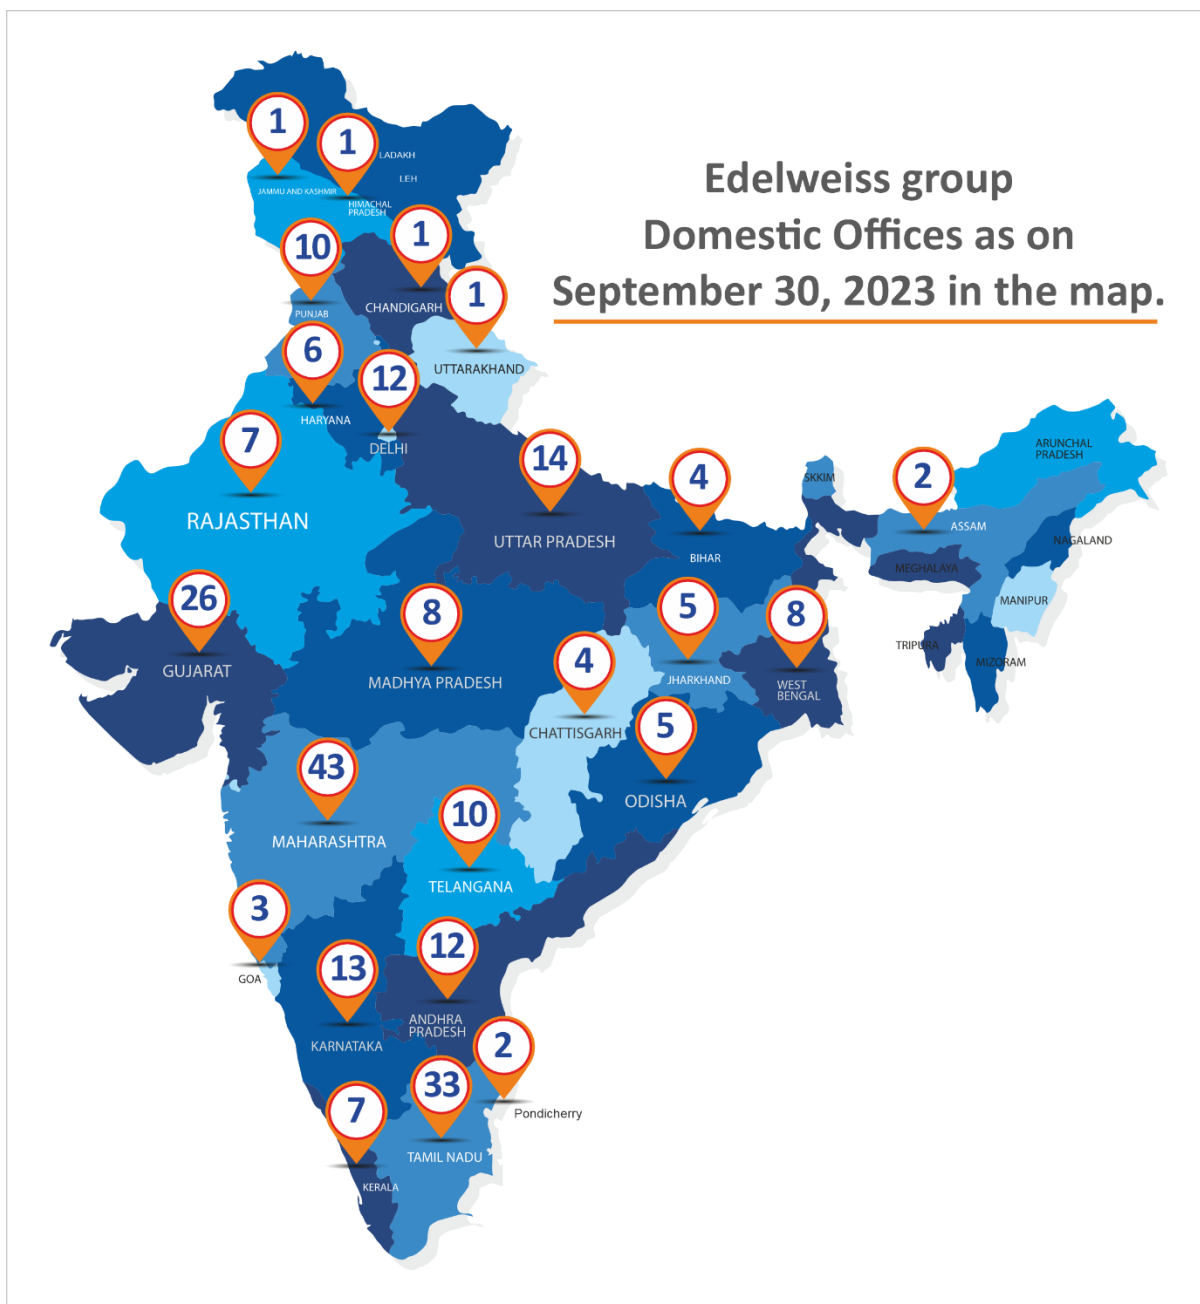 Edelweiss group
Domestic Offices as on
September 30, 2023 in the map.
1
1
LADAKH
LEH
JAMMU AND KASHMIR
HIMACHAL
PRADESH
10
1
1
CHANDIGARH
PUNJAB
6
12
UTTARAKHAND
HARYANA
DELHI
7
14
4
2
ARUNCHAL
PRADESH
SKKIM
RAJASTHAN
UTTAR PRADESH
BIHAR
ASSAM
NAGALAND
MEGHALAYA
26
8
5
8
MANIPUR
GUJARAT
MADHYA PRADESH
4
JHARKHAND
WEST
BENGAL
TRIPURA
MIZORAM
CHATTISGARH
5
43
ODISHA
10
MAHARASHTRA
TELANGANA
3
12
13
GOA
ANDHRA
PRADESH
KARNATAKA
2
33
7
Pondicherry
TAMIL NADU
KERALA